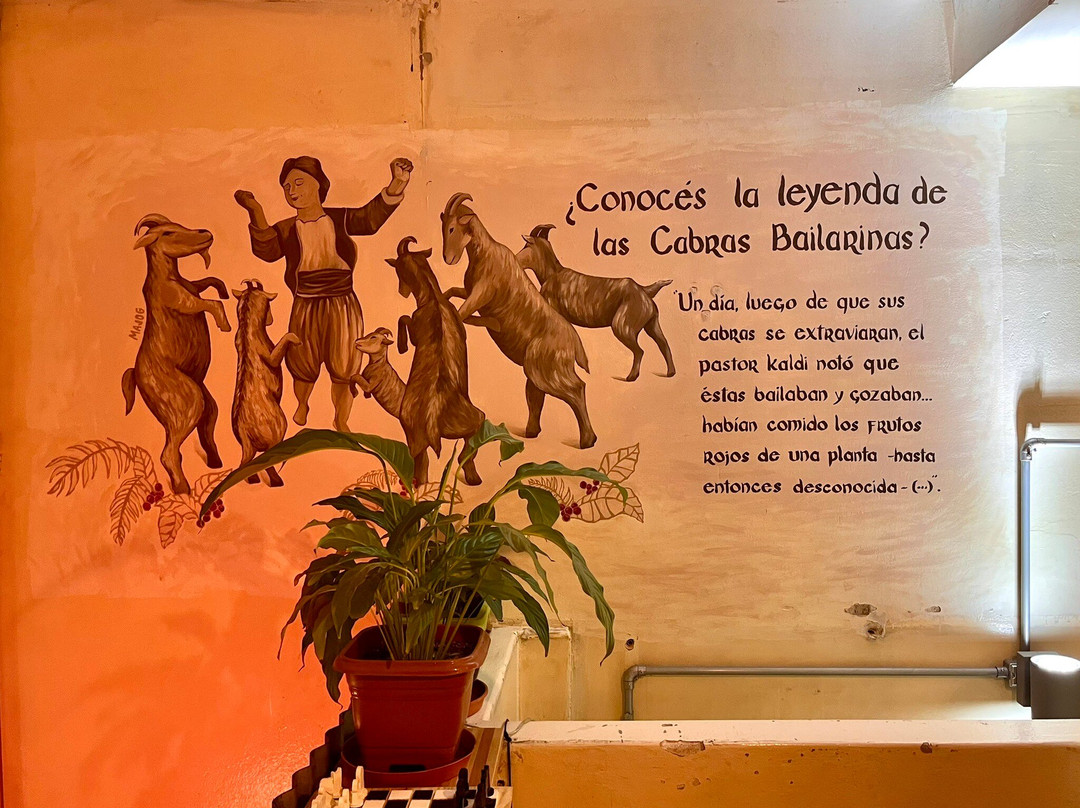 ¿Conocés la leyenda de
las Cabras Bailarinas?
"Un día, luego de que sus
cabras se extraviaran, el
pastor kaldi notó que
éstas bailaban y gozaban...
habían comido los frutos
rojos de una planta -hasta
entonces desconocida-(...)".
MAJOG